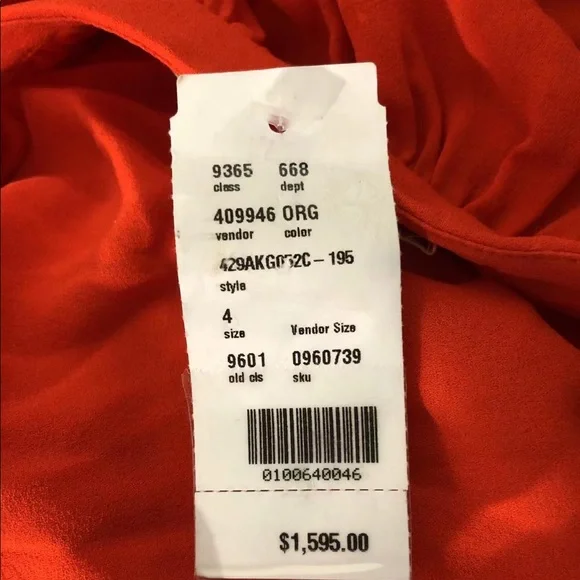 9365 668
class dept
409946 ORG
vendor color
429AKG052C-195
style
4
size Vendor Size
9601 0960739
old cls sku
0100640046
$1,595.00